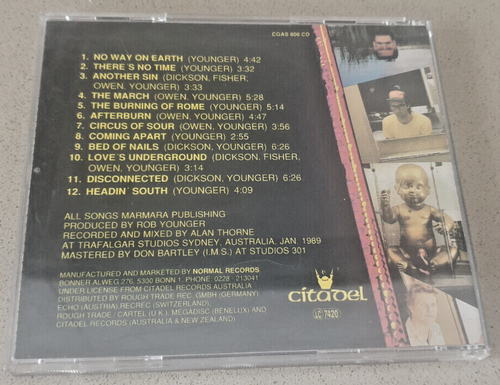 CGAS 806 CD
1. NO WAY ON EARTH (YOUNGER) 4:42
2. THERE'S NO TIME (YOUNGER) 3:32
3. ANOTHER SIN (DICKSON, FISHER,
OWEN, YOUNGER) 3:33
4. THE MARCH (OWEN, YOUNGER) 5:28
5. THE BURNING OF ROME (YOUNGER) 5:14
6. AFTERBURN (OWEN, YOUNGER) 6:47
7. CIRCUS OF SOUR (OWEN, YOUNGER) 3:56
8. COMING APART (YOUNGER) 2:55
9. BED OF NAILS (DICKSON, YOUNGER) 6:26
10. LOVE'S UNDERGROUND (DICKSON, FISHER,
OWEN, YOUNGER) 3:14
11. DISCONNECTED (DICKSON, YOUNGER) 6:26
12. HEADIN' SOUTH (YOUNGER) 4:09
ALL SONGS MARMARA PUBLISHING
PRODUCED BY ROB YOUNGER
RECORDED AND MIXED BY ALAN THORNE
AT TRAFALGAR STUDIOS SYDNEY, AUSTRALIA, JAN. 1989
MASTERED BY DON BARTLEY (I.M.S.) AT STUDIOS 301
MANUFACTURED AND MARKETED BY NORMAL RECORDS
BONNER ALWEG 276, 5300 BONN 1. PHONE: 0228 - 213041
UNDER LICENSE FROM CITADEL RECORDS AUSTRALIA
DISTRIBUTED BY ROUGH TRADE REC. GMBH (GERMANY)
ECHO (AUSTRIA) RECREC (SWITZERLAND),
ROUGH TRADE / CARTEL (U.K.), MEGADISC (BENELUX) AND
CITADEL RECORDS (AUSTRALIA & NEW ZEALAND).
citadel
LC 7420